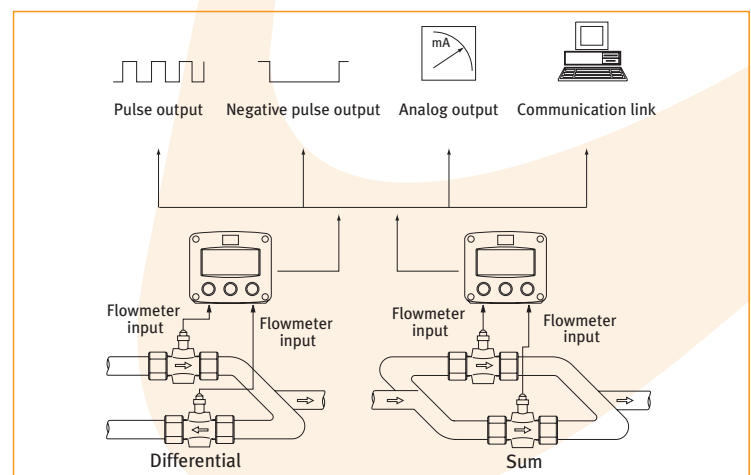 mA
Pulse output
Negative pulse output
Analog output
Communication link
Flowmeter
input
Flowmeter
input
Flowmeter
input
Flowmeter
input
Differential
Sum